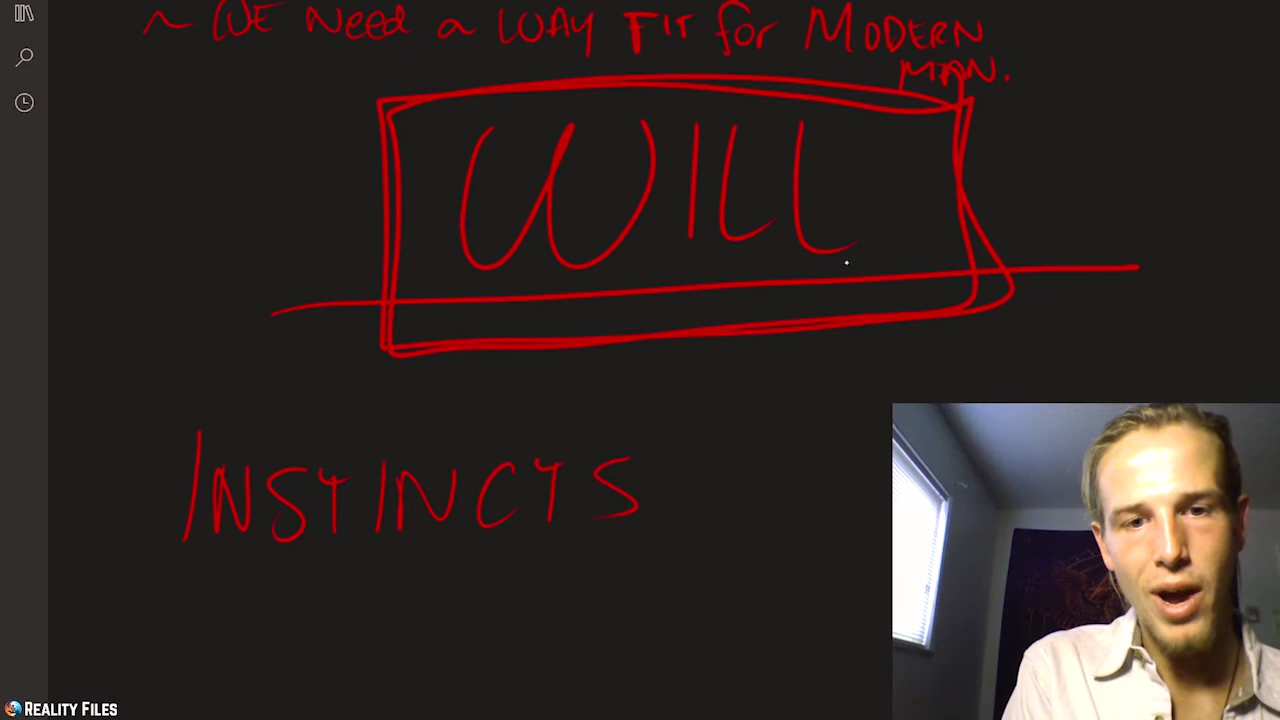 ~ WE Need a WAY FIT for MODERN
MAN.
WILL
INSTINCTS
REALITY FILES